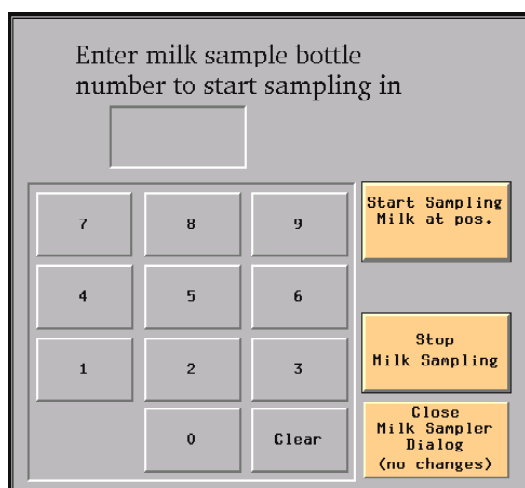 Enter milk sample bottle
number to start sampling in
7 8 9
Start Sampling
Milk at pos.
4 5 6
1 2 3
Stop
Milk Sampling
0 Clear
Close
Milk Sampler
Dialog
(no changes)